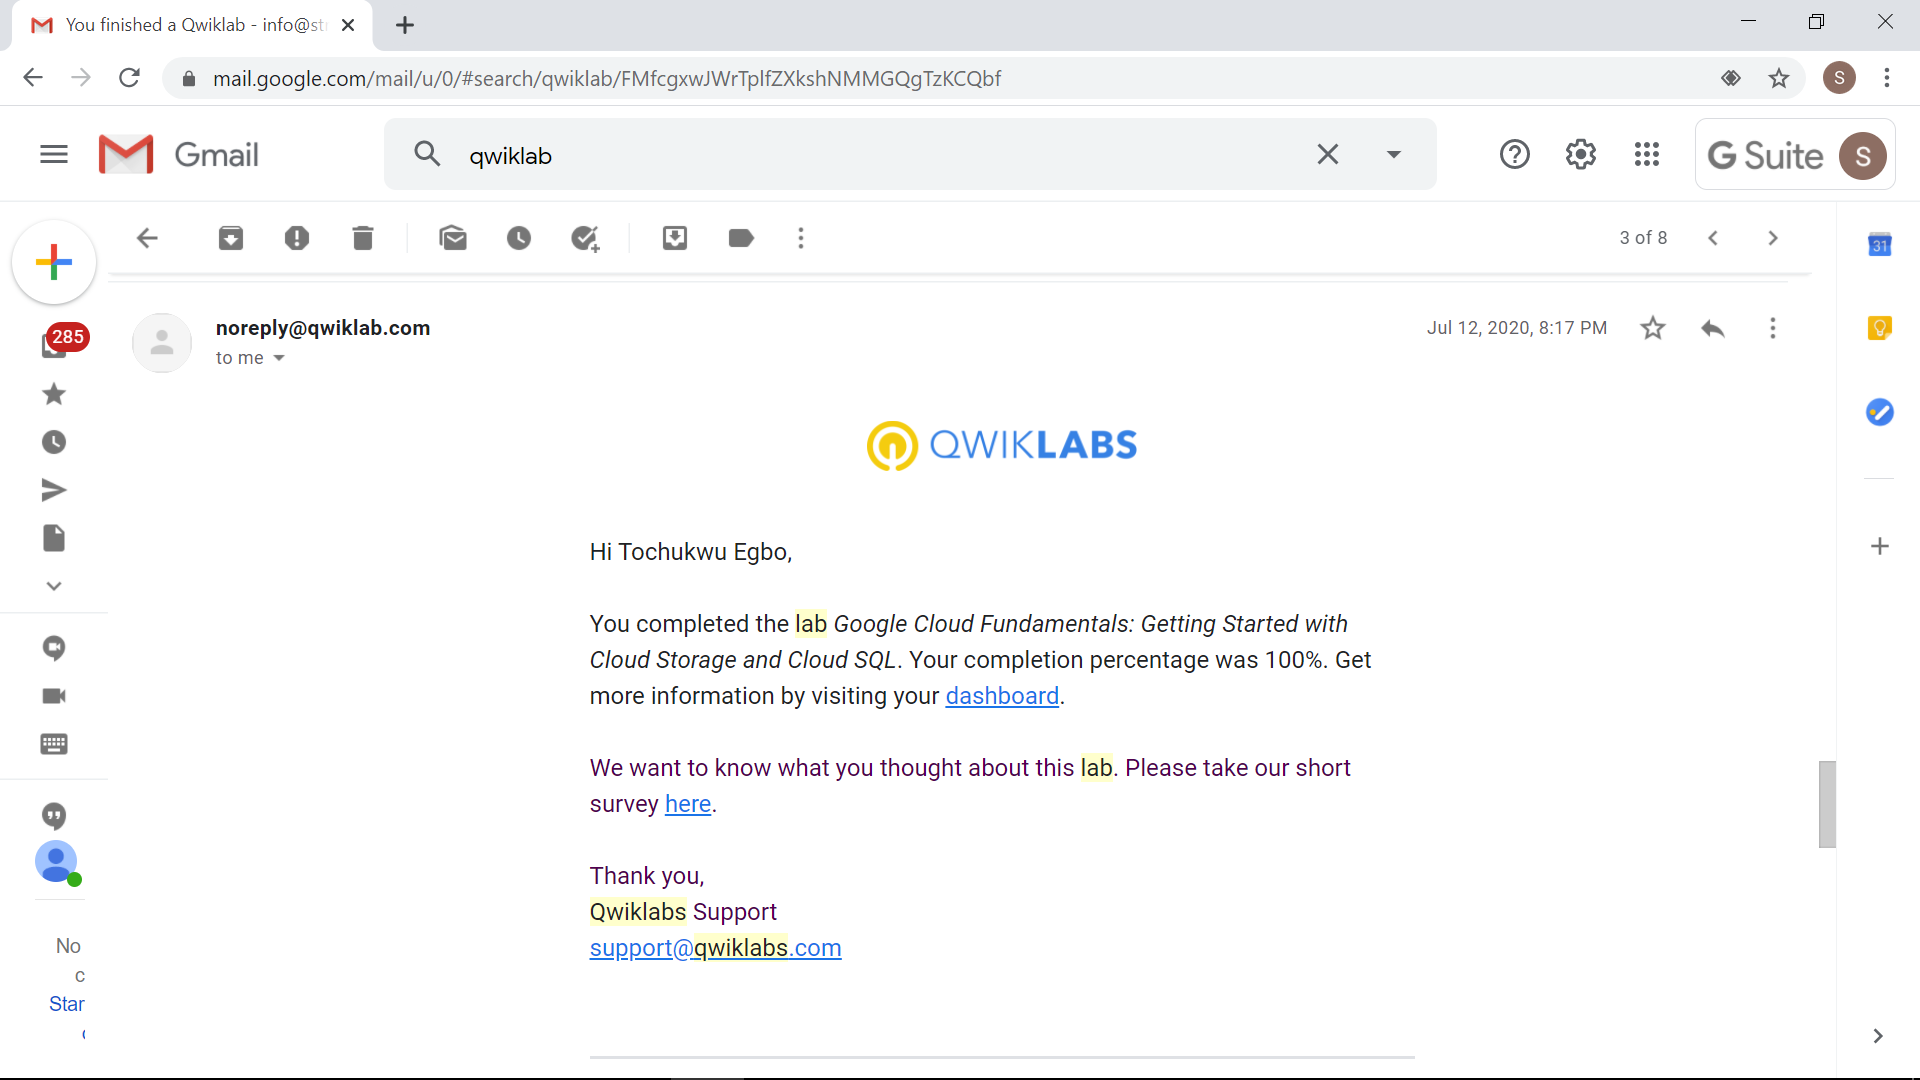 You finished a Qwiklab - info@st
mail.google.com/mail/u/0/#search/qwiklab/FMfcgxwJWrTplfZXkshNMMGQgTzKCQbf
S
Gmail
qwiklab
G Suite
S
3 of 8
31
285
noreply@qwiklab.com
Jul 12, 2020, 8:17 PM
to me
QWIKLABS
Hi Tochukwu Egbo,
You completed the lab Google Cloud Fundamentals: Getting Started with
Cloud Storage and Cloud SQL. Your completion percentage was 100%. Get
more information by visiting your dashboard.
We want to know what you thought about this lab. Please take our short
survey here.
Thank you,
Qwiklabs Support
support@qwiklabs.com
No
c
Star